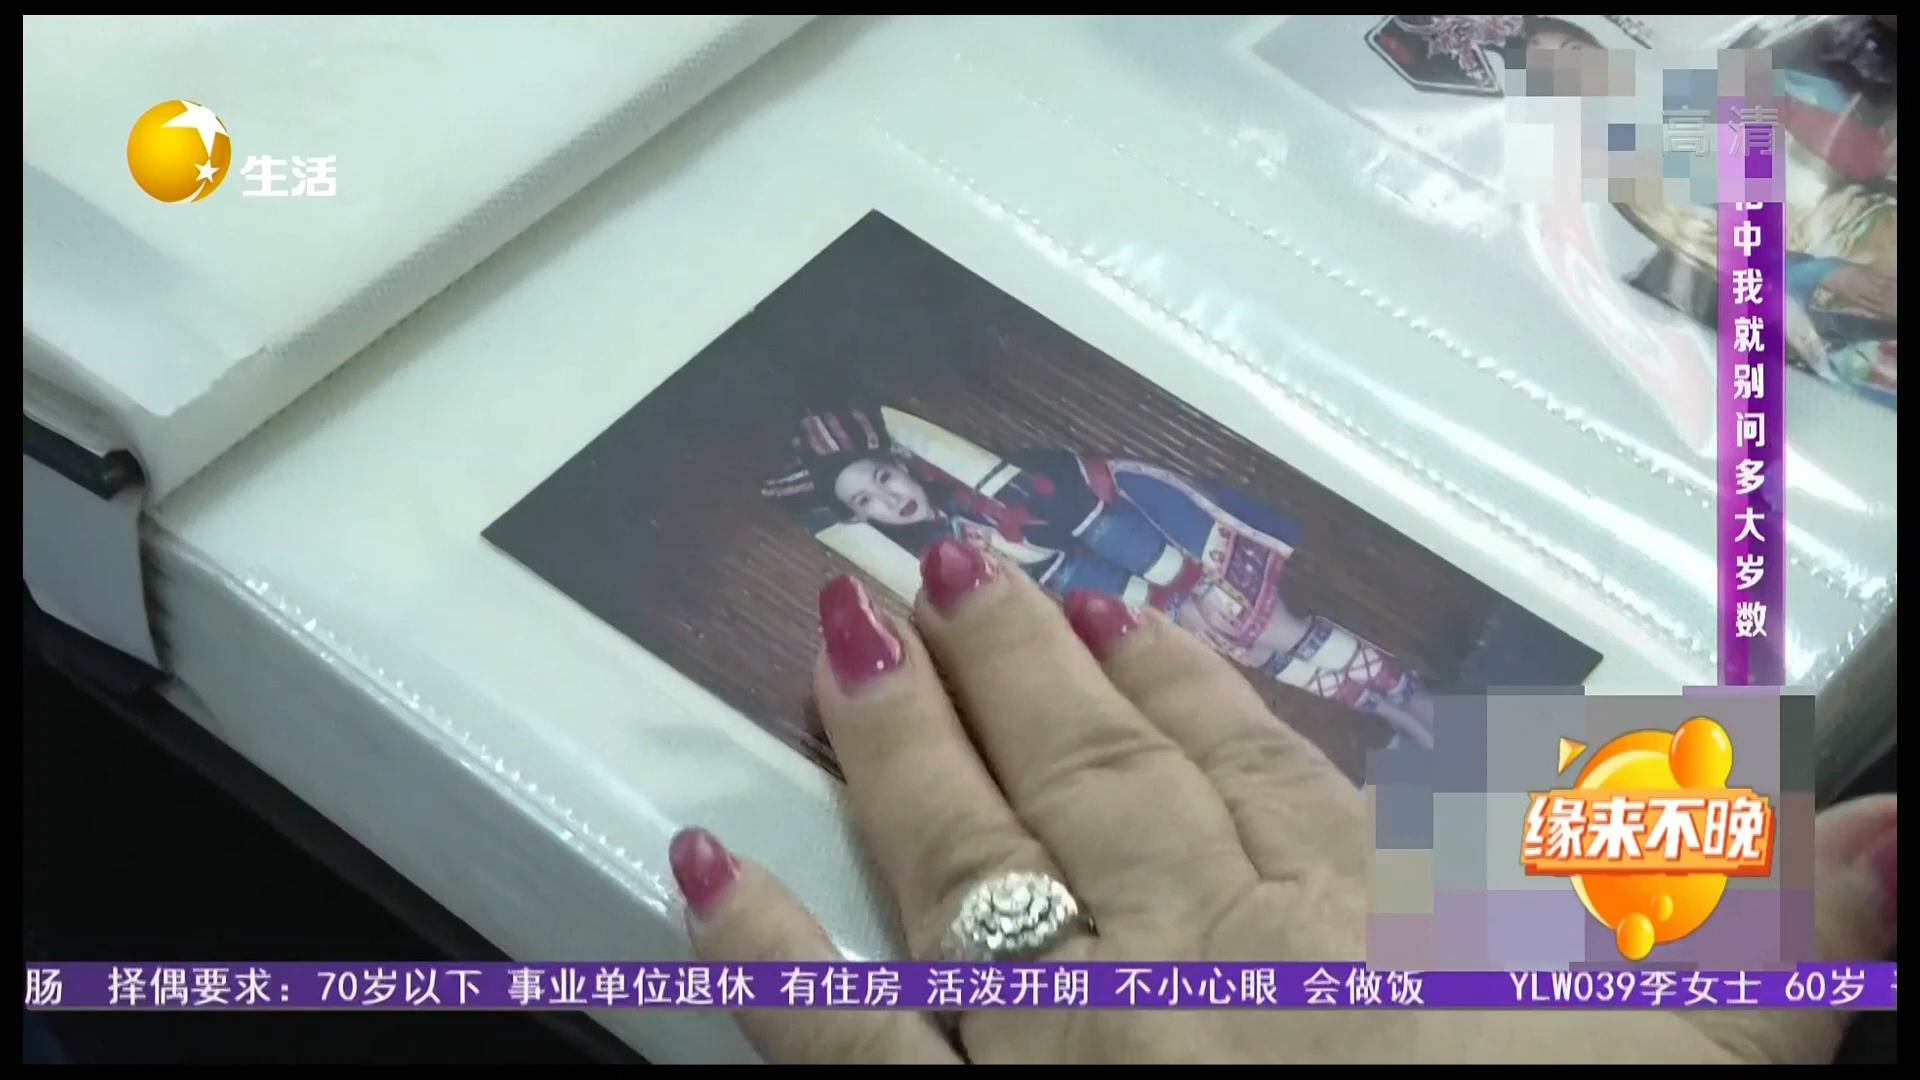 生活
高清
中我就别问多大岁数
缘来不晚
肠 择偶要求：70岁以下 事业单位退休 有住房 活泼开朗 不小心眼 会做饭 YLW039李女士 60岁